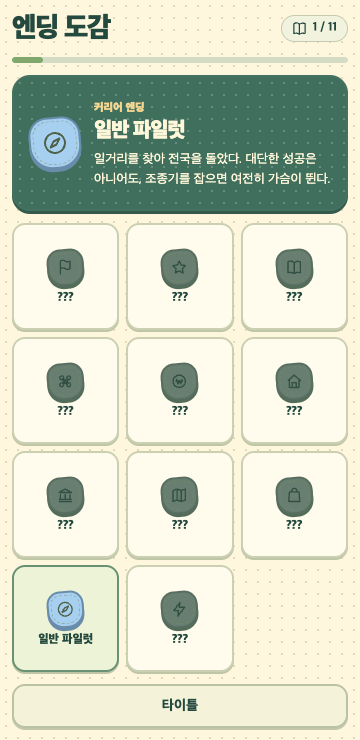 엔딩 도감
1 / 11
커리어 엔딩
일반 파일럿
일거리를 찾아 전국을 돌았다. 대단한 성공은
아니어도, 조종기를 잡으면 여전히 가슴이 뛴다.
??? ??? ???
??? ??? ???
??? ??? ???
일반 파일럿 ???
타이틀